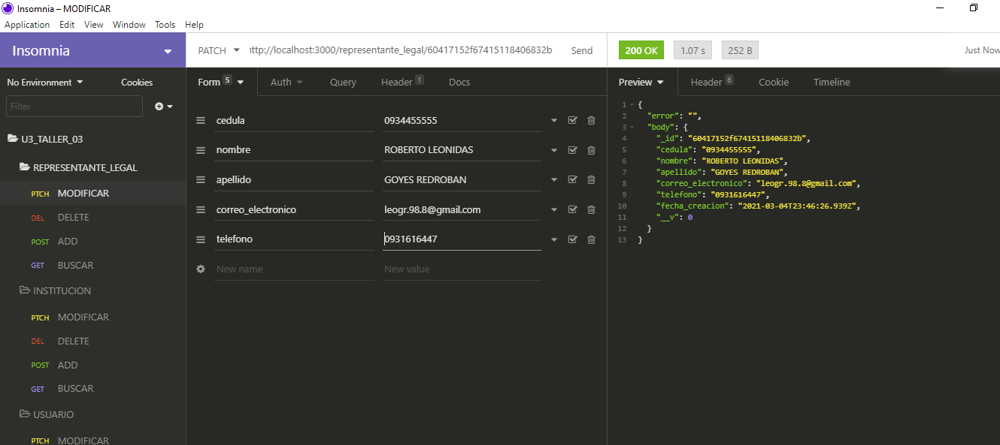 Insomnia – MODIFICAR
Application Edit View Window Tools Help
Insomnia
PATCH ttp://localhost:3000/representante_legal/60417152f67415118406832b Send
200 OK 1.07 s 252 B Just Now
No Environment Cookies
Form 5 Auth Query Header 1 Docs
Preview Header 6 Cookie Timeline
Filter
U3_TALLER_03
REPRESENTANTE_LEGAL
PTCH MODIFICAR
DEL DELETE
POST ADD
GET BUSCAR
INSTITUCION
PTCH MODIFICAR
DEL DELETE
POST ADD
GET BUSCAR
USUARIO
PTCH MODIFICAR
cedula 0934455555
nombre ROBERTO LEONIDAS
apellido GOYES REDROBAN
correo_electronico leogr.98.8@gmail.com
telefono 0931616447
New name New value
1 {
2 "error": "",
3 "body": {
4 "_id": "60417152f67415118406832b",
5 "cedula": "0934455555",
6 "nombre": "ROBERTO LEONIDAS",
7 "apellido": "GOYES REDROBAN",
8 "correo_electronico": "leogr.98.8@gmail.com",
9 "telefono": "0931616447",
10 "fecha_creacion": "2021-03-04T23:46:26.939Z",
11 "__v": 0
12 }
13 }